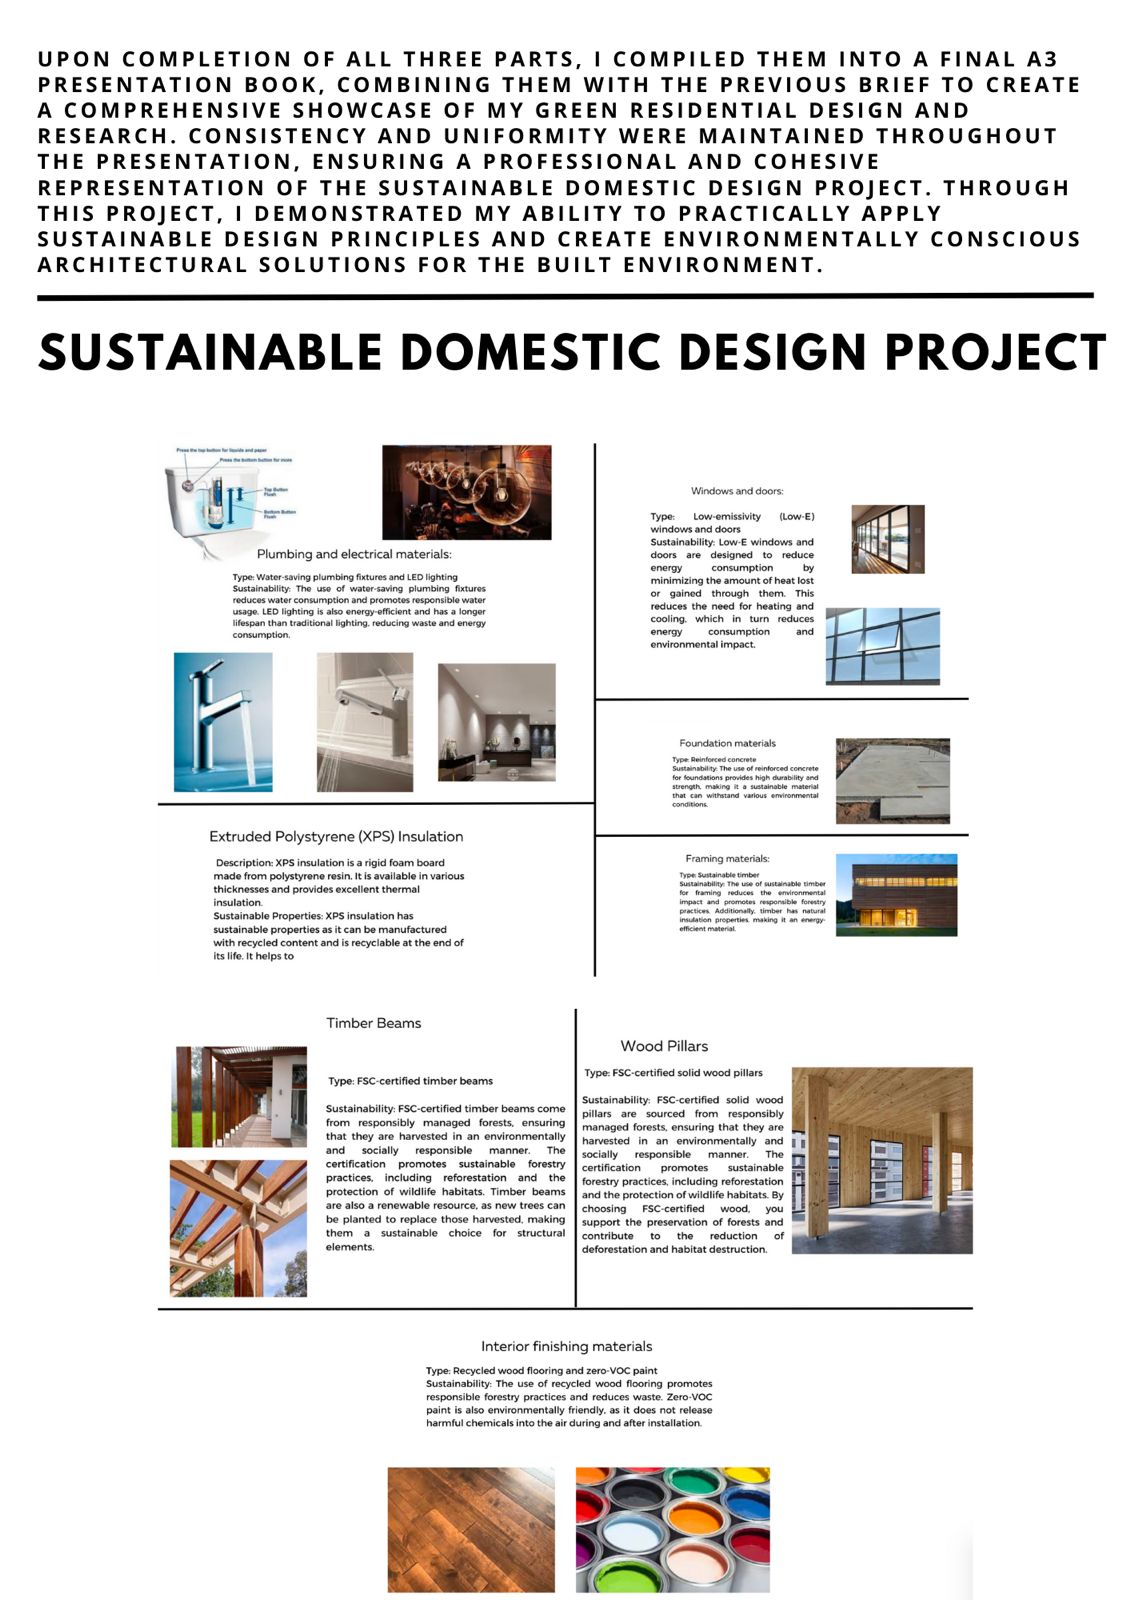 UPON COMPLETION OF ALL THREE PARTS, I COMPILED THEM INTO A FINAL A3
PRESENTATION BOOK, COMBINING THEM WITH THE PREVIOUS BRIEF TO CREATE
A COMPREHENSIVE SHOWCASE OF MY GREEN RESIDENTIAL DESIGN AND
RESEARCH. CONSISTENCY AND UNIFORMITY WERE MAINTAINED THROUGHOUT
THE PRESENTATION, ENSURING A PROFESSIONAL AND COHESIVE
REPRESENTATION OF THE SUSTAINABLE DOMESTIC DESIGN PROJECT. THROUGH
THIS PROJECT, I DEMONSTRATED MY ABILITY TO PRACTICALLY APPLY
SUSTAINABLE DESIGN PRINCIPLES AND CREATE ENVIRONMENTALLY CONSCIOUS
ARCHITECTURAL SOLUTIONS FOR THE BUILT ENVIRONMENT.
SUSTAINABLE DOMESTIC DESIGN PROJECT
Press the top button for liquids and paper
Press the bottom button for more
Top Button
Flush
Bottom Button
Flush
Plumbing and electrical materials:
Type: Water-saving plumbing fixtures and LED lighting
Sustainability: The use of water-saving plumbing fixtures
reduces water consumption and promotes responsible water
usage. LED lighting is also energy-efficient and has a longer
lifespan than traditional lighting, reducing waste and energy
consumption.
Windows and doors:
Type: Low-emissivity (Low-E)
windows and doors
Sustainability: Low-E windows and
doors are designed to reduce
energy consumption by
minimizing the amount of heat lost
or gained through them. This
reduces the need for heating and
cooling, which in turn reduces
energy consumption and
environmental impact.
Foundation materials
Type: Reinforced concrete
Sustainability: The use of reinforced concrete
for foundations provides high durability and
strength, making it a sustainable material
that can withstand various environmental
conditions.
Extruded Polystyrene (XPS) Insulation
Description: XPS insulation is a rigid foam board
made from polystyrene resin. It is available in various
thicknesses and provides excellent thermal
insulation.
Sustainable Properties: XPS insulation has
sustainable properties as it can be manufactured
with recycled content and is recyclable at the end of
its life. It helps to
Framing materials:
Type: Sustainable timber
Sustainability: The use of sustainable timber
for framing reduces the environmental
impact and promotes responsible forestry
practices. Additionally, timber has natural
insulation properties, making it an energy-
efficient material.
Timber Beams
Type: FSC-certified timber beams
Sustainability: FSC-certified timber beams come
from responsibly managed forests, ensuring
that they are harvested in an environmentally
and socially responsible manner. The
certification promotes sustainable forestry
practices, including reforestation and the
protection of wildlife habitats. Timber beams
are also a renewable resource, as new trees can
be planted to replace those harvested, making
them a sustainable choice for structural
elements.
Wood Pillars
Type: FSC-certified solid wood pillars
Sustainability: FSC-certified solid wood
pillars are sourced from responsibly
managed forests, ensuring that they are
harvested in an environmentally and
socially responsible manner. The
certification promotes sustainable
forestry practices, including reforestation
and the protection of wildlife habitats. By
choosing FSC-certified wood, you
support the preservation of forests and
contribute to the reduction of
deforestation and habitat destruction.
Interior finishing materials
Type: Recycled wood flooring and zero-VOC paint
Sustainability: The use of recycled wood flooring promotes
responsible forestry practices and reduces waste. Zero-VOC
paint is also environmentally friendly, as it does not release
harmful chemicals into the air during and after installation.